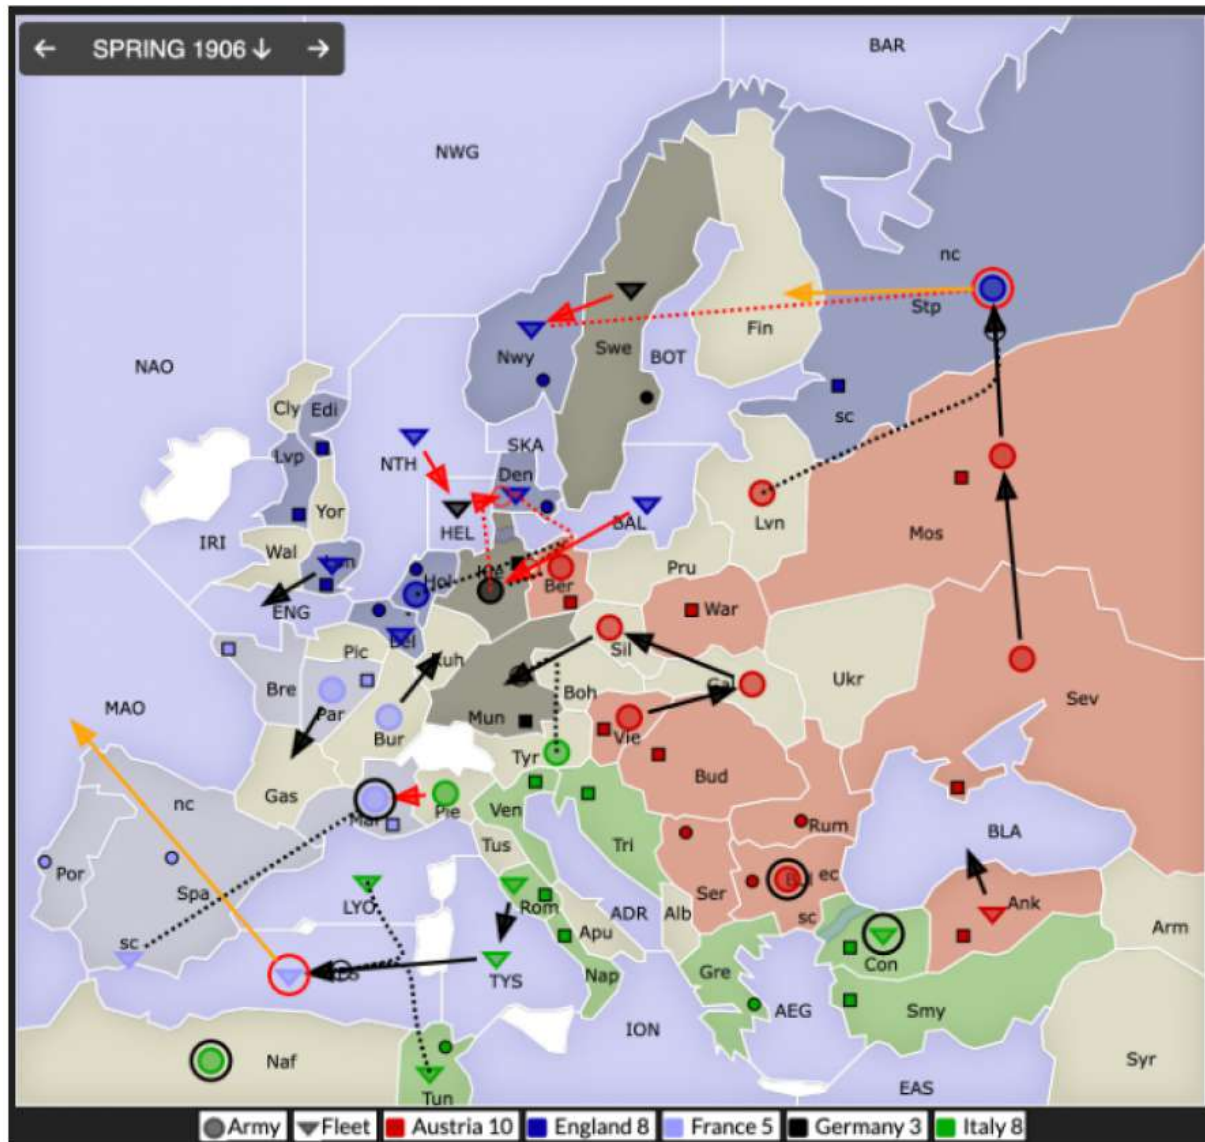 ← SPRING 1906 ↓ →
BAR
NWG
nc
Stp
Fin
NAO
Nwy
Swe
BOT
Cly
Edi
sc
NTH
SKA
Lvp
Den
Lvn
Mos
IRI
Yor
HEL
BAL
Wal
Hol
Kie
Ber
Pru
ENG
War
Bel
Pic
Ruh
Sil
Gal
Ukr
Sev
MAO
Bre
Par
Bur
Mun
Boh
Vie
Tyr
Bud
nc
Gas
Mar
Pie
Ven
Rum
BLA
Tus
Tri
Por
Spa
LYO
Rom
ADR
Ser
ec
Ank
Alb
sc
Arm
sc
Apu
Con
TYS
Nap
Gre
ION
AEG
Smy
Naf
Syr
Tun
EAS
Army Fleet Austria 10 England 8 France 5 Germany 3 Italy 8